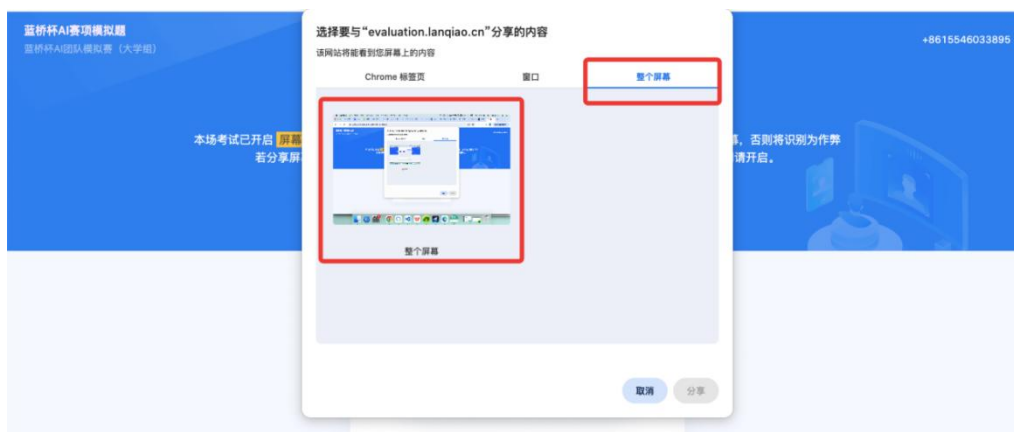 蓝桥杯AI赛项模拟题
蓝桥杯AI团队模拟赛（大学组）
+8615546033895
选择要与“evaluation.lanqiao.cn”分享的内容
该网站将能看到您屏幕上的内容
Chrome 标签页 窗口 整个屏幕
本场考试已开启 屏幕
，否则将识别为作弊
若分享屏
请开启。
整个屏幕
取消 分享